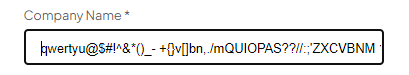 Company Name *
qwertyu@$#!^&*()_- +{}v[]bn,./mQUIOPAS??//:;'ZXCVBNM